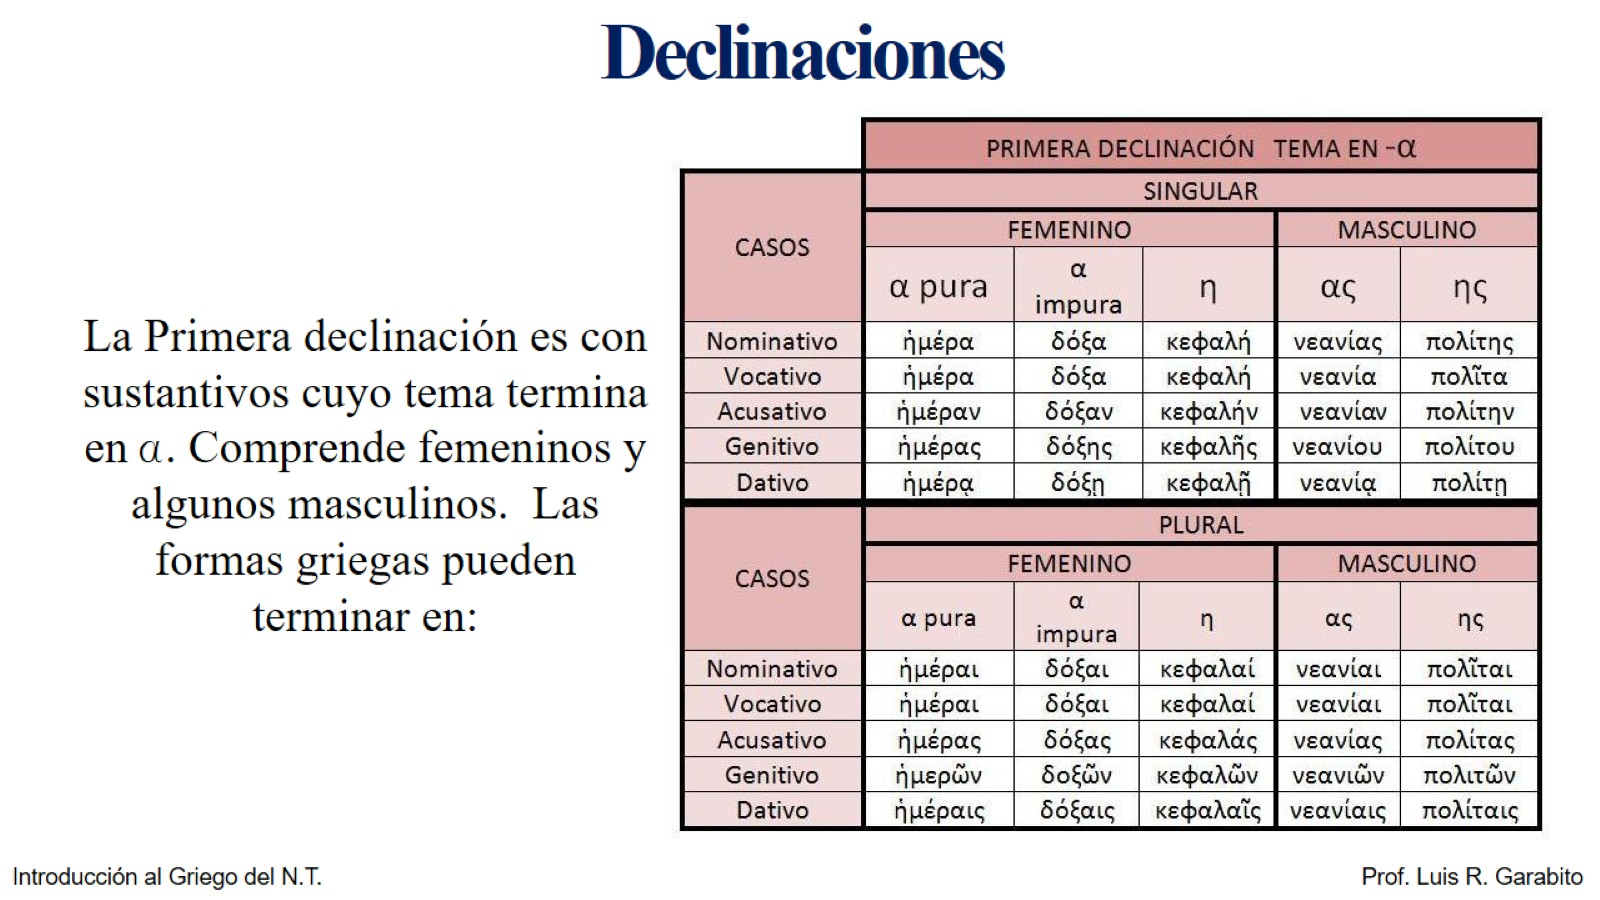 Declinaciones
La Primera declinación es con
sustantivos cuyo tema termina
en α. Comprende femeninos y
algunos masculinos. Las
formas griegas pueden
terminar en:
PRIMERA DECLINACIÓN TEMA EN -α
CASOS
SINGULAR
FEMENINO MASCULINO
α pura α impura η ας ης
Nominativo ἡμέρα δόξα κεφαλή νεανίας πολίτης
Vocativo ἡμέρα δόξα κεφαλή νεανία πολῖτα
Acusativo ἡμέραν δόξαν κεφαλήν νεανίαν πολίτην
Genitivo ἡμέρας δόξης κεφαλῆς νεανίου πολίτου
Dativo ἡμέρᾳ δόξῃ κεφαλῇ νεανίᾳ πολίτῃ
CASOS
PLURAL
FEMENINO MASCULINO
α pura α impura η ας ης
Nominativo ἡμέραι δόξαι κεφαλαί νεανίαι πολῖται
Vocativo ἡμέραι δόξαι κεφαλαί νεανίαι πολῖται
Acusativo ἡμέρας δόξας κεφαλάς νεανίας πολίτας
Genitivo ἡμερῶν δοξῶν κεφαλῶν νεανιῶν πολιτῶν
Dativo ἡμέραις δόξαις κεφαλαῖς νεανίαις πολίταις
Introducción al Griego del N.T.
Prof. Luis R. Garabito